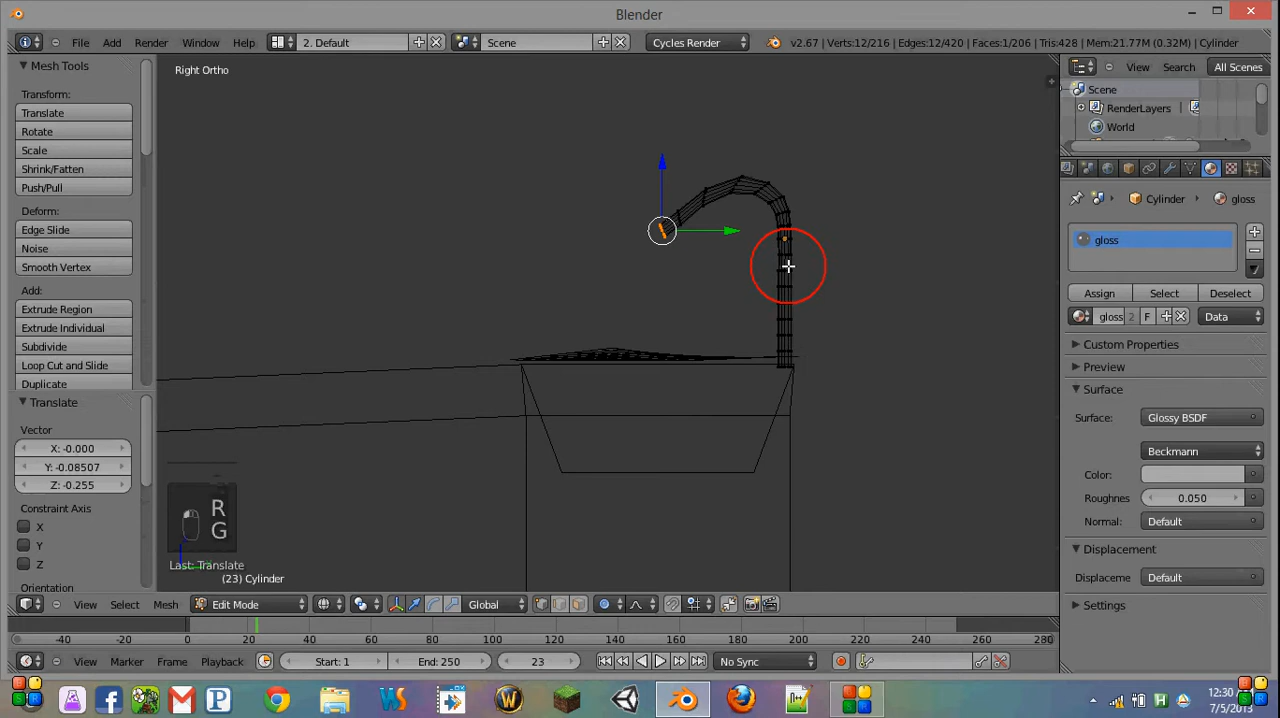 Blender
File Add Render Window Help 2. Default Scene Cycles Render v2.67 | Verts:12/216 | Edges:12/420 | Faces:1/206 | Tris:428 | Mem:21.77M (0.32M) | Cylinder
Mesh Tools
Transform:
Translate
Rotate
Scale
Shrink/Fatten
Push/Pull
Deform:
Edge Slide
Noise
Smooth Vertex
Add:
Extrude Region
Extrude Individual
Subdivide
Loop Cut and Slide
Duplicate
Translate
Vector
X: -0.000
Y: -0.08507
Z: -0.255
Constraint Axis
X
Y
Z
Orientation
Right Ortho
R
G
Last: Translate
(23) Cylinder
View Select Mesh Edit Mode Global
View Search All Scenes
Scene
RenderLayers
World
Cylinder gloss
gloss
Assign Select Deselect
gloss 2 F Data
Custom Properties
Preview
Surface
Surface: Glossy BSDF
Beckmann
Color:
Roughnes 0.050
Normal: Default
Displacement
Displaceme Default
Settings
-40 -20 0 20 40 60 80 100 120 140 160 180 200 220 240 260 280
View Marker Frame Playback Start: 1 End: 250 23 No Sync
12:30
7/5/2013